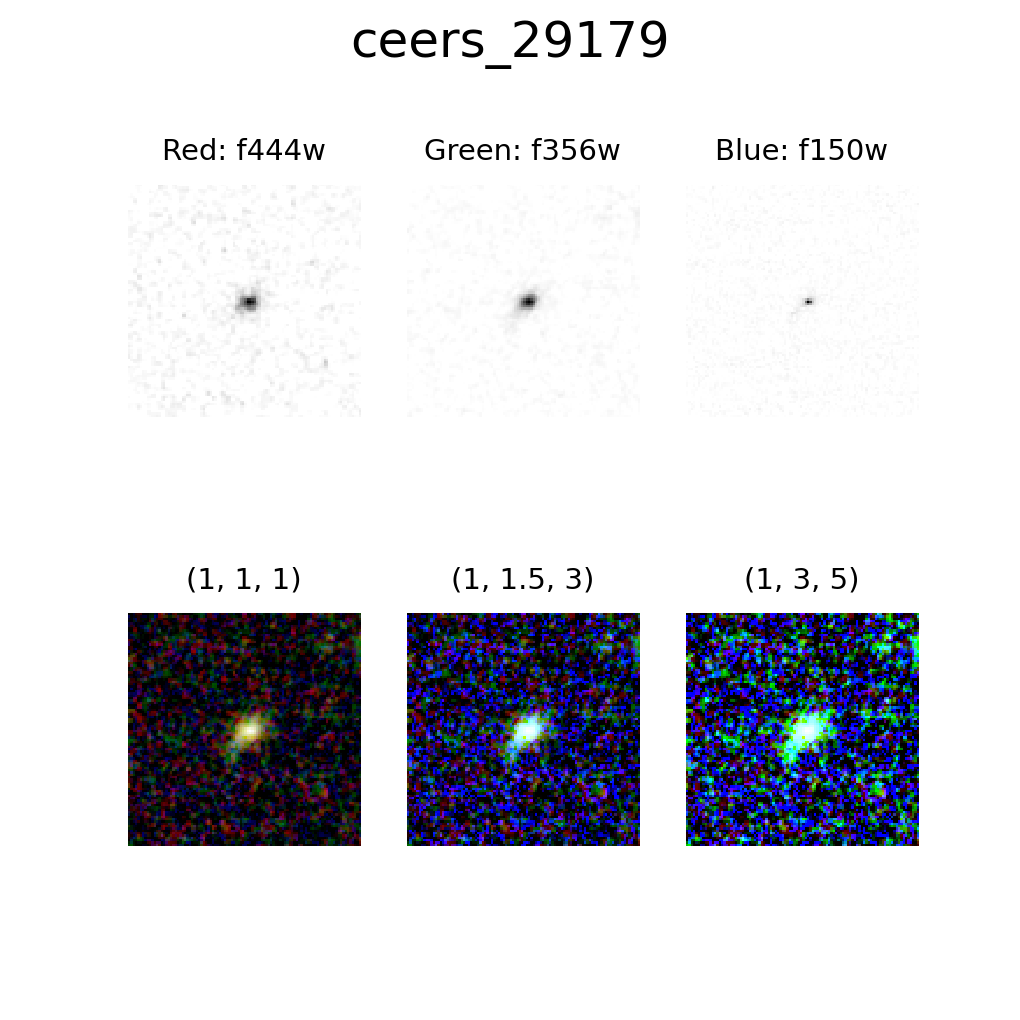 ceers_29179
Red: f444w
Green: f356w
Blue: f150w
(1, 1, 1)
(1, 1.5, 3)
(1, 3, 5)